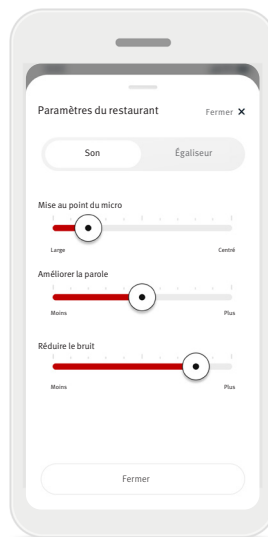 Paramètres du restaurant
Fermer ×
Son
Égaliseur
Mise au point du micro
Large
Centré
Améliorer la parole
Moins
Plus
Réduire le bruit
Moins
Plus
Fermer